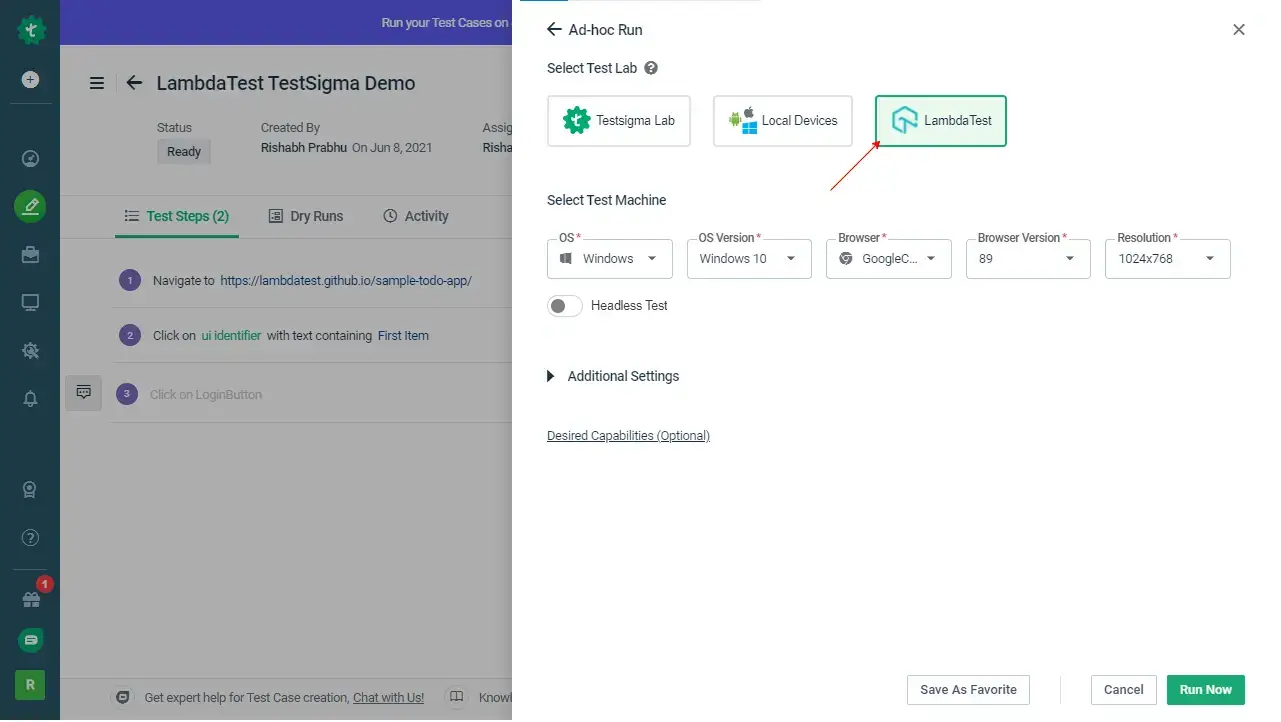 Run your Test Cases on
LambdaTest TestSigma Demo
Status
Ready
Created By
Rishabh Prabhu On Jun 8, 2021
Assig
Risha
Test Steps (2)
Dry Runs
Activity
1 Navigate to https://lambdatest.github.io/sample-todo-app/
2 Click on ui identifier with text containing First Item
3 Click on LoginButton
1
R
Get expert help for Test Case creation, Chat with Us!
Knowl
Ad-hoc Run
Select Test Lab ?
Testsigma Lab
Local Devices
LambdaTest
Select Test Machine
OS *
Windows
OS Version *
Windows 10
Browser *
GoogleC...
Browser Version *
89
Resolution *
1024x768
Headless Test
Additional Settings
Desired Capabilities (Optional)
Save As Favorite
Cancel
Run Now